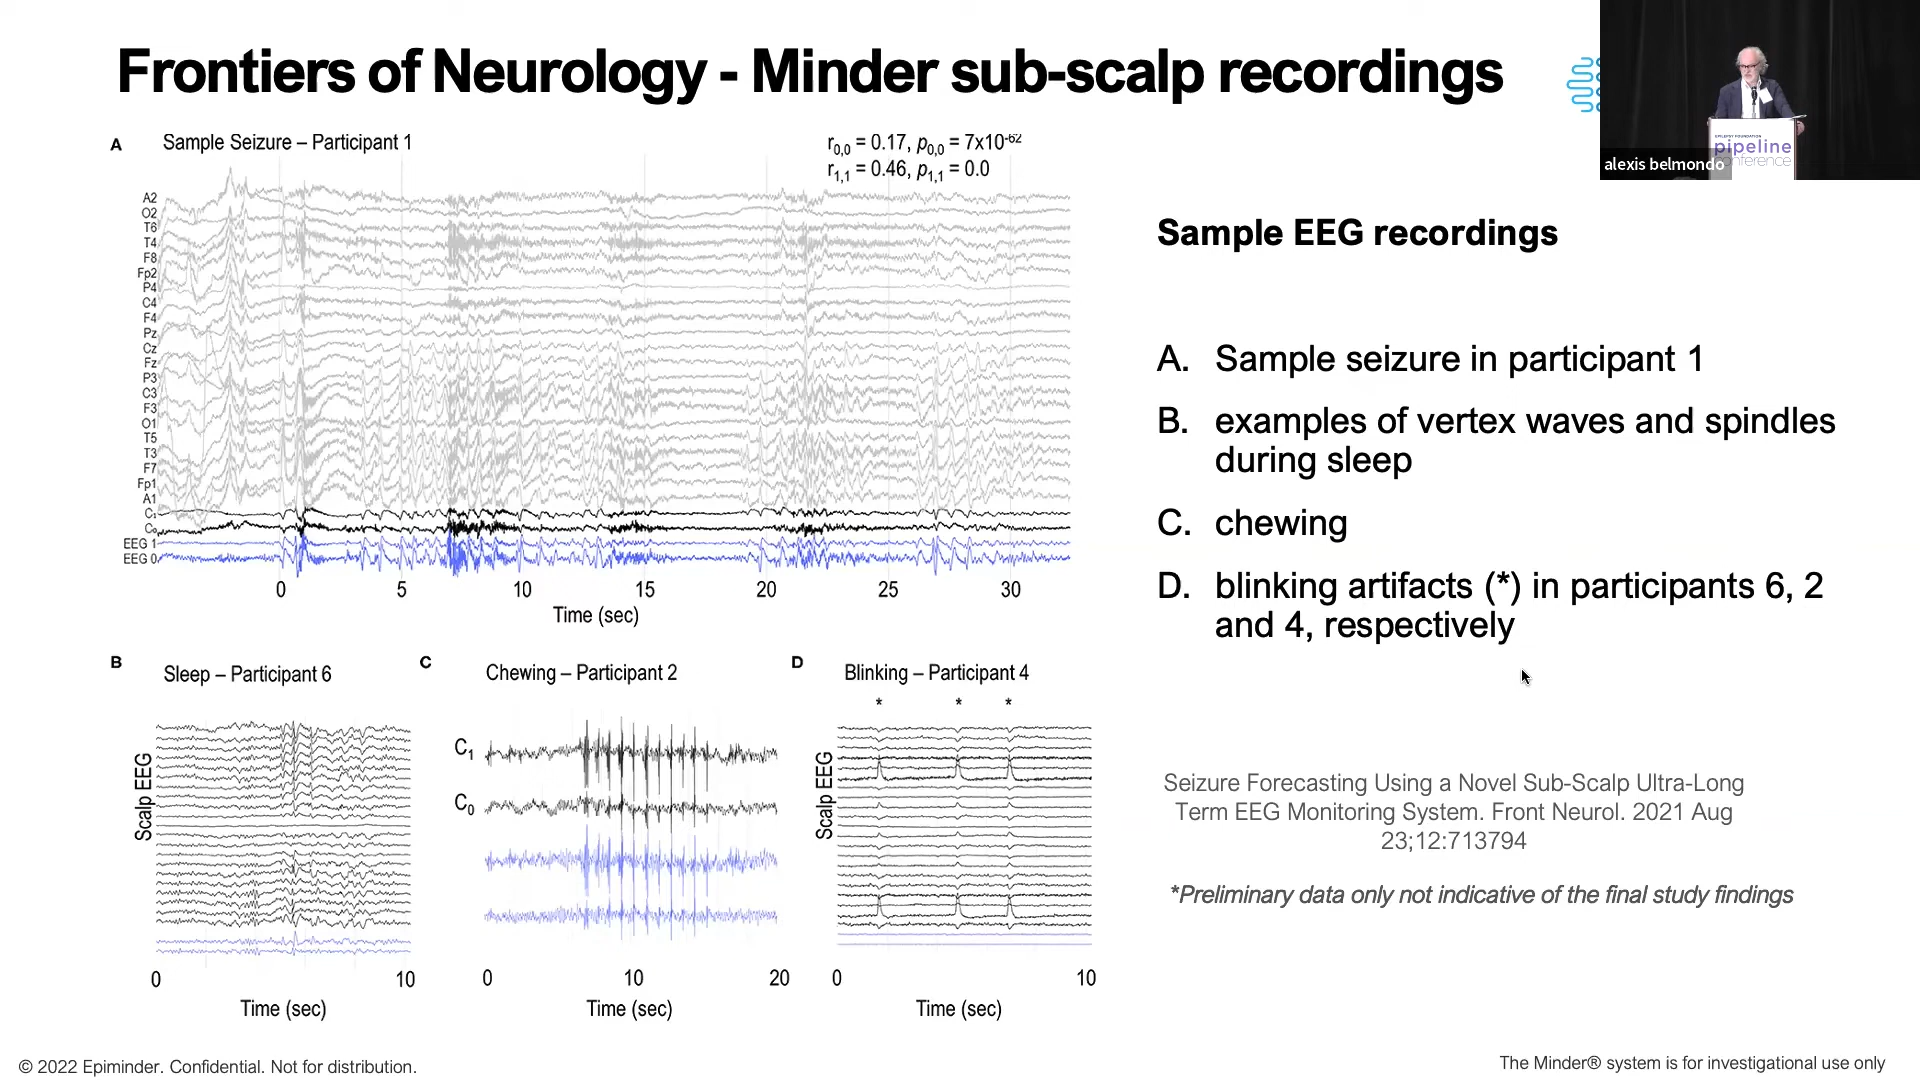 Frontiers of Neurology - Minder sub-scalp recordings
EPILEPSY FOUNDATION
pipeline
conference
alexis belmondo
A
Sample Seizure – Participant 1
r0,0 = 0.17, p0,0 = 7x10-62
r1,1 = 0.46, p1,1 = 0.0
A2
O2
T6
T4
F8
Fp2
P4
C4
F4
Pz
Cz
Fz
P3
C3
F3
O1
T5
T3
F7
Fp1
A1
C1
C0
EEG 1
EEG 0
0 5 10 15 20 25 30
Time (sec)
B
Sleep – Participant 6
Scalp EEG
0 10
Time (sec)
C
Chewing – Participant 2
C1
C0
0 10 20
Time (sec)
D
Blinking – Participant 4
* * *
Scalp EEG
0 10
Time (sec)
Sample EEG recordings
A. Sample seizure in participant 1
B. examples of vertex waves and spindles
during sleep
C. chewing
D. blinking artifacts (*) in participants 6, 2
and 4, respectively
Seizure Forecasting Using a Novel Sub-Scalp Ultra-Long
Term EEG Monitoring System. Front Neurol. 2021 Aug
23;12:713794
*Preliminary data only not indicative of the final study findings
© 2022 Epiminder. Confidential. Not for distribution.
The Minder® system is for investigational use only